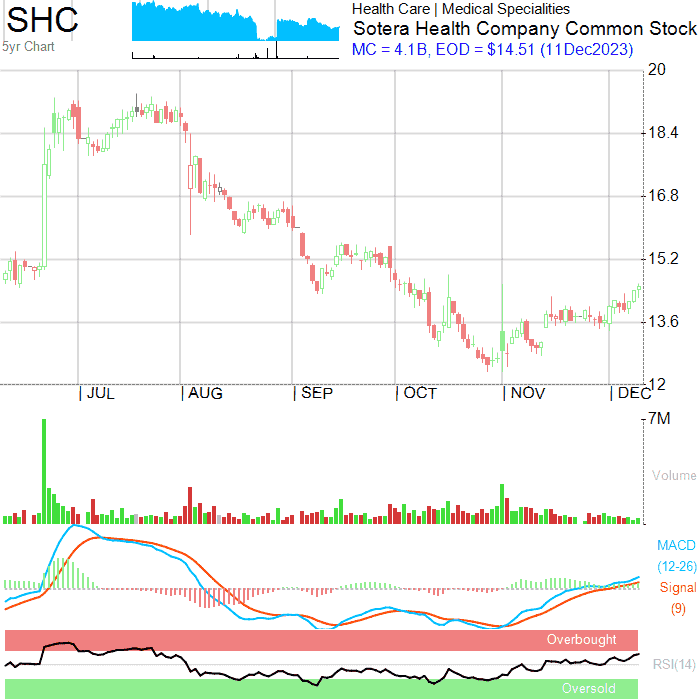 SHC
5yr Chart
Health Care | Medical Specialities
Sotera Health Company Common Stock
MC = 4.1B, EOD = $14.51 (11Dec2023)
20
18.4
16.8
15.2
13.6
12
| JUL | AUG | SEP | OCT | NOV | DEC
7M
Volume
MACD
(12-26)
Signal
(9)
Overbought
RSI(14)
Oversold